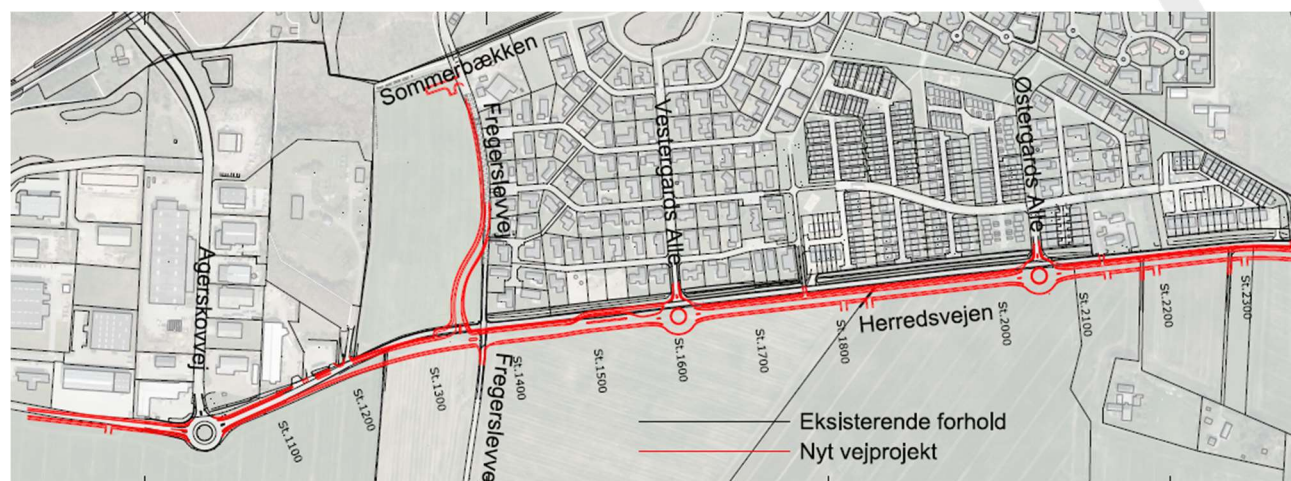 Sommerbækken
Fregerslevvej
Vestergårds Alle
Østergårds Alle
Agerskovvej
Herredsvejen
Fregerslevve
St.1100
St.1200
St.1300
St.1400
St.1500
St.1600
St.1700
St.1800
St.2000
St.2100
St.2200
St.2300
Eksisterende forhold
Nyt vejprojekt